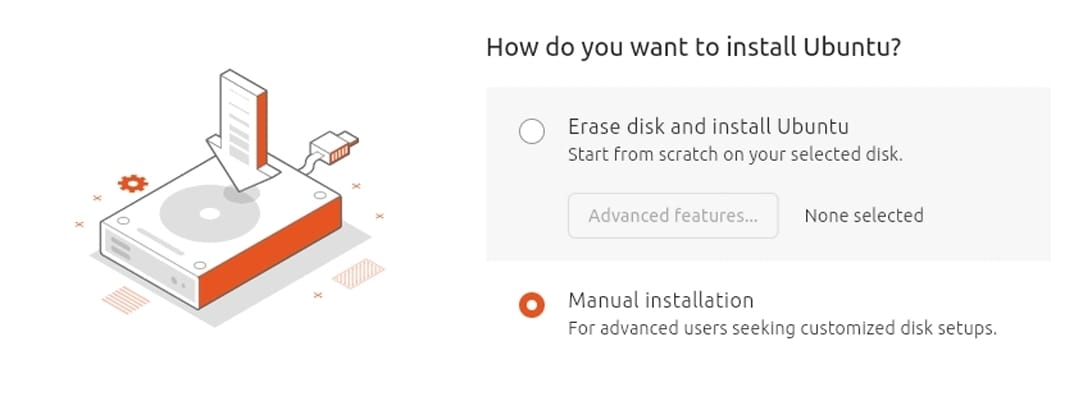 How do you want to install Ubuntu?
Erase disk and install Ubuntu
Start from scratch on your selected disk.
Advanced features... None selected
Manual installation
For advanced users seeking customized disk setups.